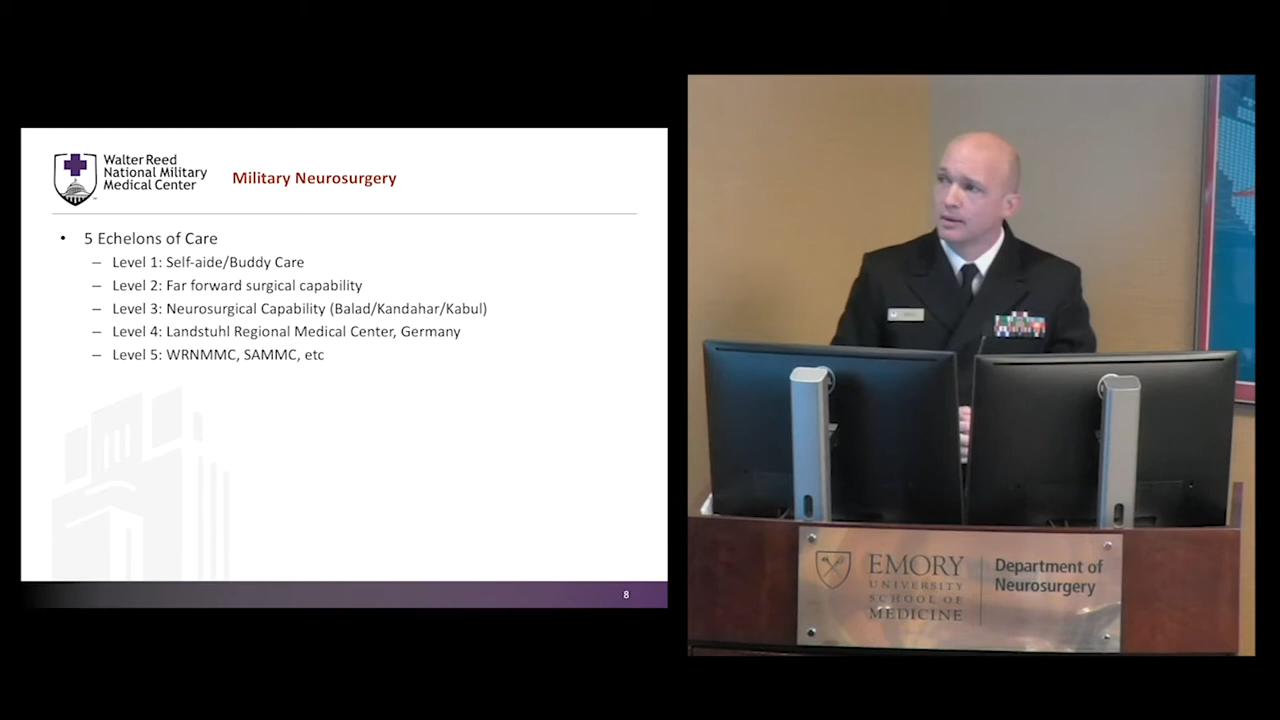 Walter Reed
National Military
Medical Center
Military Neurosurgery
• 5 Echelons of Care
– Level 1: Self-aide/Buddy Care
– Level 2: Far forward surgical capability
– Level 3: Neurosurgical Capability (Balad/Kandahar/Kabul)
– Level 4: Landstuhl Regional Medical Center, Germany
– Level 5: WRNMMC, SAMMC, etc
8
EMORY
UNIVERSITY
SCHOOL OF
MEDICINE
Department of
Neurosurgery